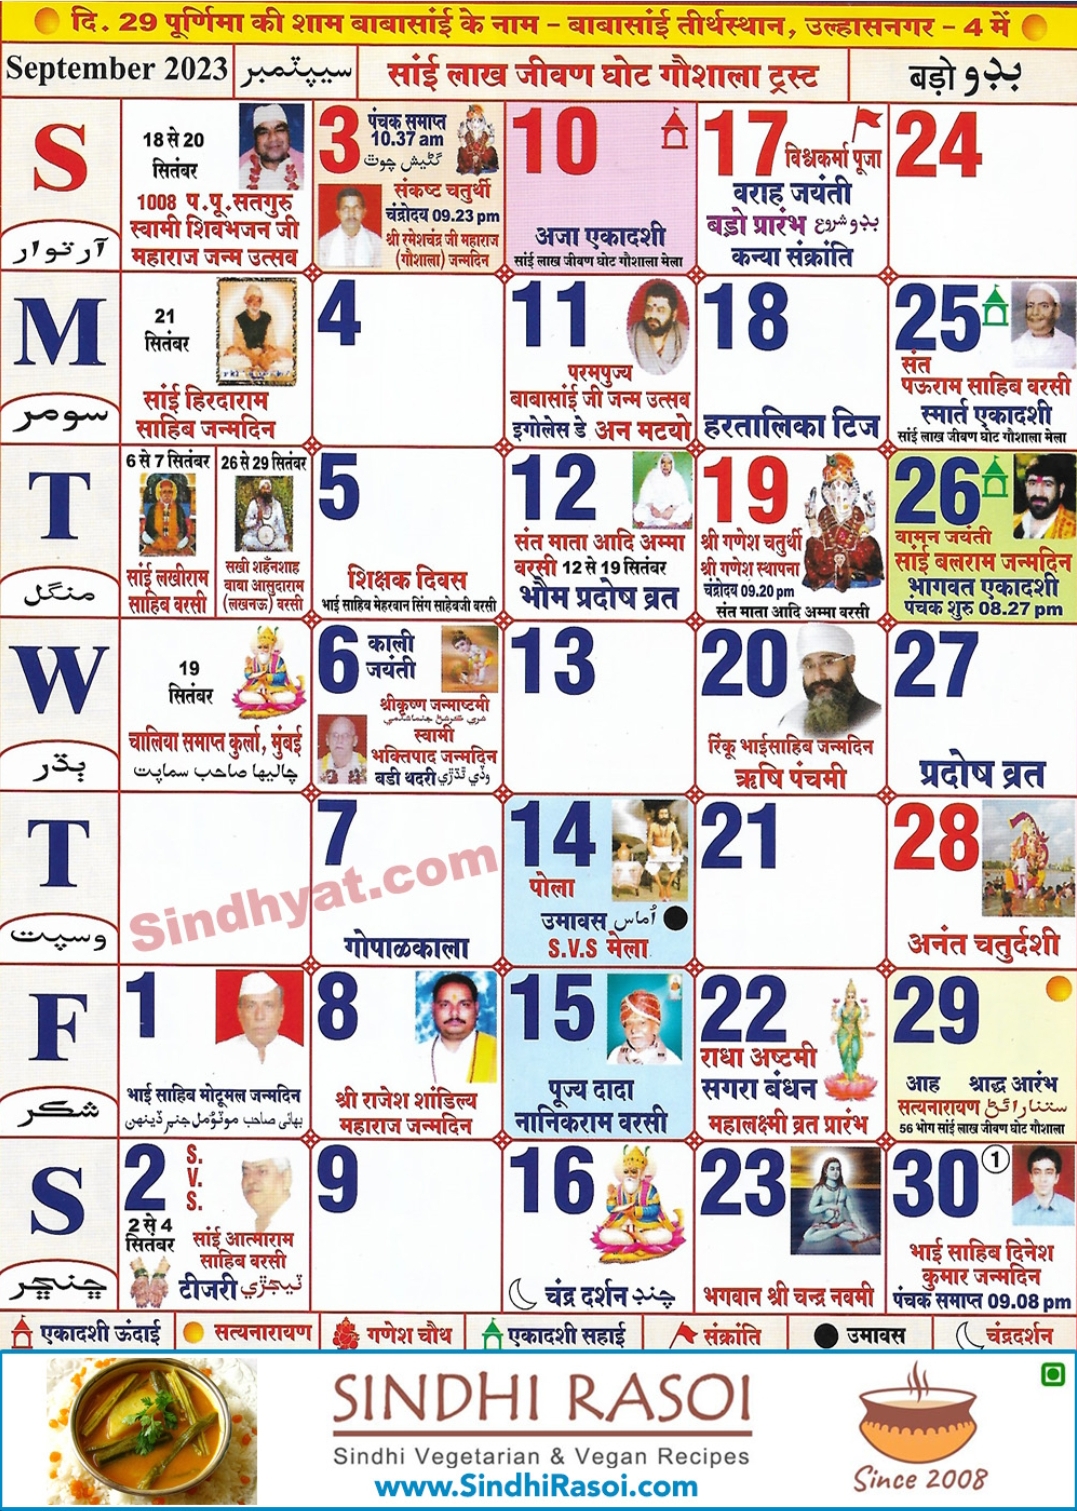 दि. 29 पूर्णिमा की शाम बाबासांई के नाम - बाबासांई तीर्थस्थान, उल्हासनगर - 4 में
September 2023
سيپٽمبر
सांई लाख जीवण घोट गौशाला ट्रस्ट
बड़ो بڊو
S
آرتوار
18 से 20
सितंबर
1008 प.पू.सतगुरु
स्वामी शिवभजन जी
महाराज जन्म उत्सव
3
पंचक समाप्त
10.37 am
گڻيش چوٿ
संकष्ट चतुर्थी
चंद्रोदय 09.23 pm
श्री रमेशचंद्र जी महाराज
(गौशाला) जन्मदिन
10
अजा एकादशी
सांई लाख जीवण घोट गौशाला मेला
17
विश्वकर्मा पूजा
वराह जयंती
बड़ो प्रारंभ بڊو شروع
कन्या संक्रांति
24
M
سومر
21
सितंबर
सांई हिरदाराम
साहिब जन्मदिन
4
11
परमपुज्य
बाबासांई जी जन्म उत्सव
इगोलेस डे अन मटयो
18
हरतालिका टिज
25
संत
पऊराम साहिब वरसी
स्मार्त एकादशी
सांई लाख जीवण घोट गौशाला मेला
T
منگل
6 से 7 सितंबर
सांई लखीराम
साहिब वरसी
26 से 29 सितंबर
सखी शहँनशाह
बाबा आसुदाराम
(लखनऊ) वरसी
5
शिक्षक दिवस
भाई साहिब मेहरवान सिंग साहेबजी वरसी
12
संत माता आदि अम्मा
वरसी 12 से 19 सितंबर
भौम प्रदोष व्रत
19
श्री गणेश चतुर्थी
श्री गणेश स्थापना
चंद्रोदय 09.20 pm
संत माता आदि अम्मा वरसी
26
वामन जयंती
सांई बलराम जन्मदिन
भागवत एकादशी
पंचक शुरु 08.27 pm
W
ٻڌر
19
सितंबर
चालिया समाप्त कुर्ला, मुंबई
چاليها صاحب سماپت
6
काली
जयंती
श्रीकृष्ण जन्माष्टमी
شري ڪرشڻ جنماشٽمي
स्वामी
भक्तिपाद जन्मदिन
बडी थदरी وڏي ٿڌڙي
13
20
रिंकू भाईसाहिब जन्मदिन
ऋषि पंचमी
27
प्रदोष व्रत
T
وسپت
7
गोपाळकाला
14
पोला
उमावस اُماس
S.V.S मेला
21
28
अनंत चतुर्दशी
Sindhyat.com
F
شڪر
1
भाई साहिब मोटूमल जन्मदिन
ڀائي صاحب موٽومل جنم ڏينهن
8
श्री राजेश शांडिल्य
महाराज जन्मदिन
15
पूज्य दादा
नानिकराम वरसी
22
राधा अष्टमी
सगरा बंधन
महालक्ष्मी व्रत प्रारंभ
29
आह श्राद्ध आरंभ
सत्यनारायण ستنارائڻ
56 भोग सांई लाख जीवण घोट गौशाला
S
ڇنڇر
2
S.
V.
S.
2 से 4
सितंबर
सांई आत्माराम
साहिब वरसी
टीजरी ٽيجڙي
9
16
चंद्र दर्शन چنڊ
23
भगवान श्री चन्द्र नवमी
30
1
भाई साहिब दिनेश
कुमार जन्मदिन
पंचक समाप्त 09.08 pm
एकादशी ऊंदाई
सत्यनारायण
गणेश चौथ
एकादशी सहाई
संक्रांति
उमावस
चंद्रदर्शन
SINDHI RASOI
Sindhi Vegetarian & Vegan Recipes
www.SindhiRasoi.com
Since 2008